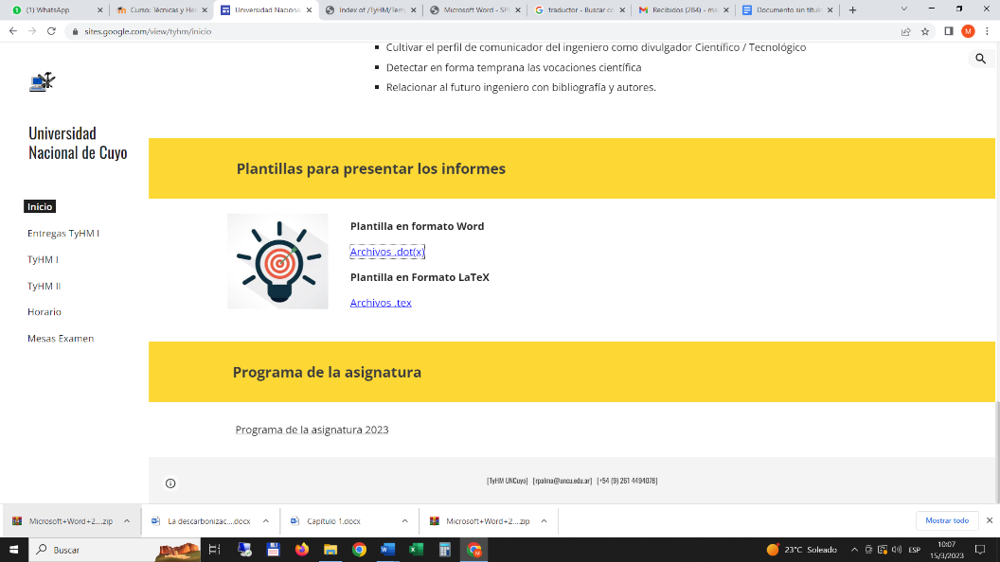 (1) WhatsApp
Curso: Técnicas y Her
Universidad Naciona
Index of /TyHM/Temp
Microsoft Word - SPI
traductor - Buscar co
Recibidos (284) - ma
Documento sin título
sites.google.com/view/tyhm/inicio
M
Cultivar el perfil de comunicador del ingeniero como divulgador Científico / Tecnológico
Detectar en forma temprana las vocaciones científica
Relacionar al futuro ingeniero con bibliografía y autores.
Universidad
Nacional de Cuyo
Inicio
Entregas TyHM I
TyHM I
TyHM II
Horario
Mesas Examen
Plantillas para presentar los informes
Plantilla en formato Word
Archivos .dot(x)
Plantilla en Formato LaTeX
Archivos .tex
Programa de la asignatura
Programa de la asignatura 2023
[TyHM UNCuyo] [rpalma@uncu.edu.ar] [+54 (9) 261 4494078]
Microsoft+Word+2....zip
La descarbonizac....docx
Capítulo 1.docx
Microsoft+Word+2....zip
Mostrar todo
Buscar
23°C Soleado
ESP
10:07
15/3/2023